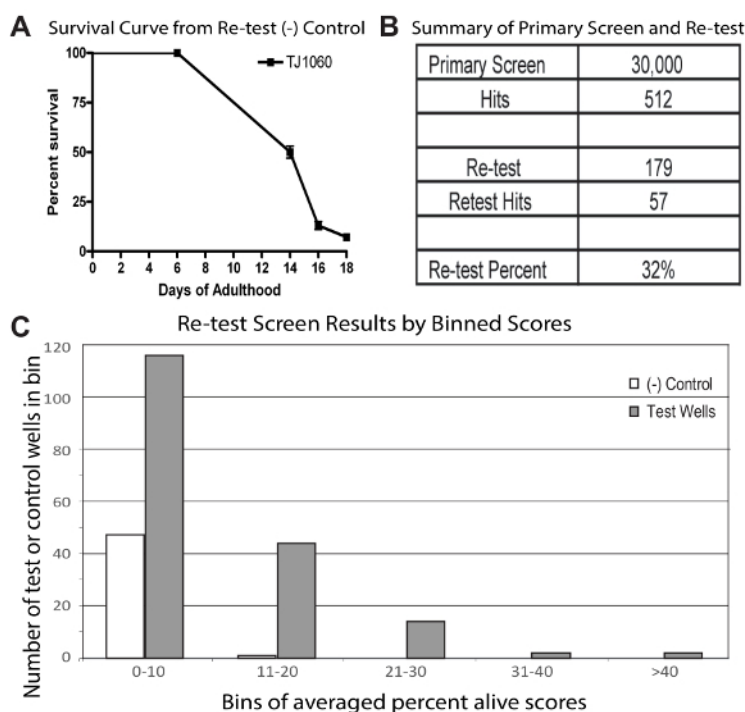 A Survival Curve from Re-test (-) Control
100
75
50
25
0
Percent survival
TJ1060
0 2 4 6 8 10 12 14 16 18
Days of Adulthood
B Summary of Primary Screen and Re-test
Primary Screen 30,000
Hits 512
Re-test 179
Retest Hits 57
Re-test Percent 32%
C Re-test Screen Results by Binned Scores
120
100
80
60
40
20
0
Number of test or control wells in bin
(-) Control
Test Wells
0-10 11-20 21-30 31-40 >40
Bins of averaged percent alive scores